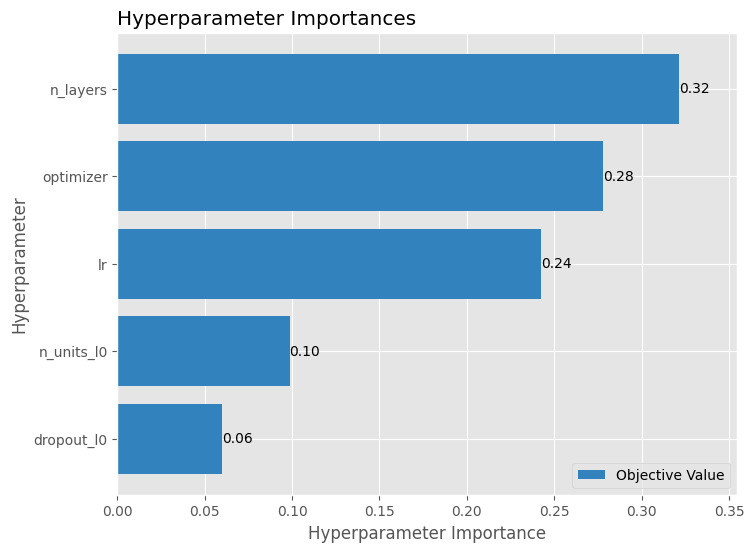 Hyperparameter Importances
Hyperparameter
n_layers
0.32
optimizer
0.28
lr
0.24
n_units_l0
0.10
dropout_l0
0.06
Objective Value
0.00 0.05 0.10 0.15 0.20 0.25 0.30 0.35
Hyperparameter Importance